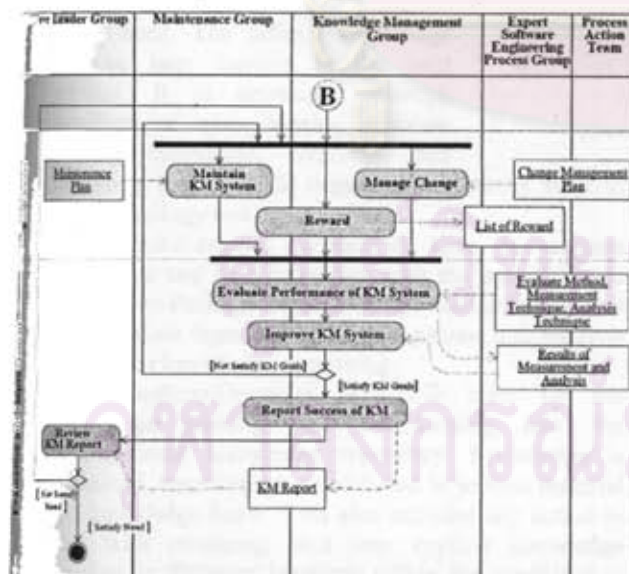 Leader Group
Maintenance Group
Knowledge Management
Group
Expert
Software
Engineering
Process Group
Process
Action
Team
B
Maintenance
Plan
Maintain
KM System
Manage Change
Change Management
Plan
Reward
List of Reward
Evaluate Performance of KM System
Evaluate Method,
Measurement
Technique, Analysis
Technique
Improve KM System
Results of
Measurement and
Analysis
[Not Satisfy KM Goals]
[Satisfy KM Goals]
Report Success of KM
Review
KM Report
KM Report
[Satisfy Need]